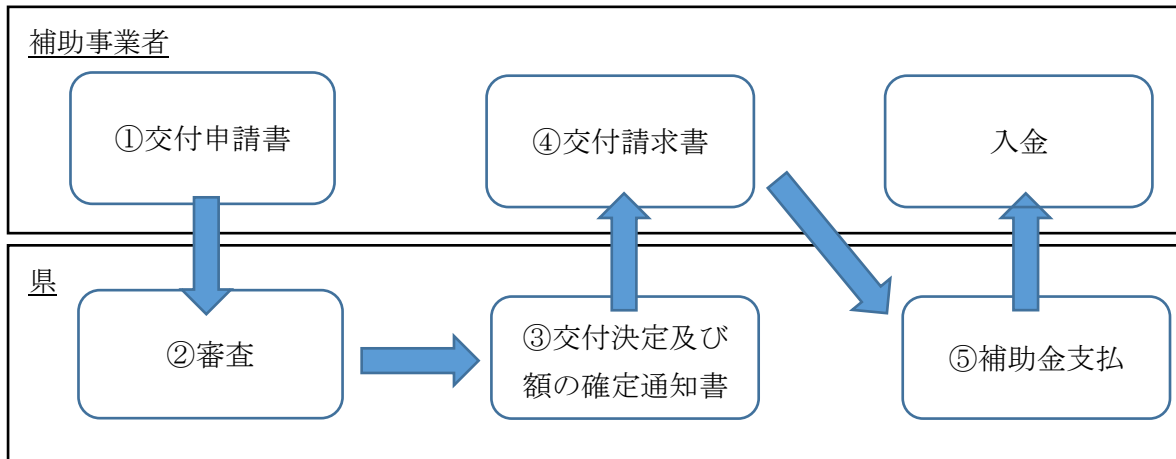 補助事業者
①交付申請書
④交付請求書
入金
県
②審査
③交付決定及び
額の確定通知書
⑤補助金支払